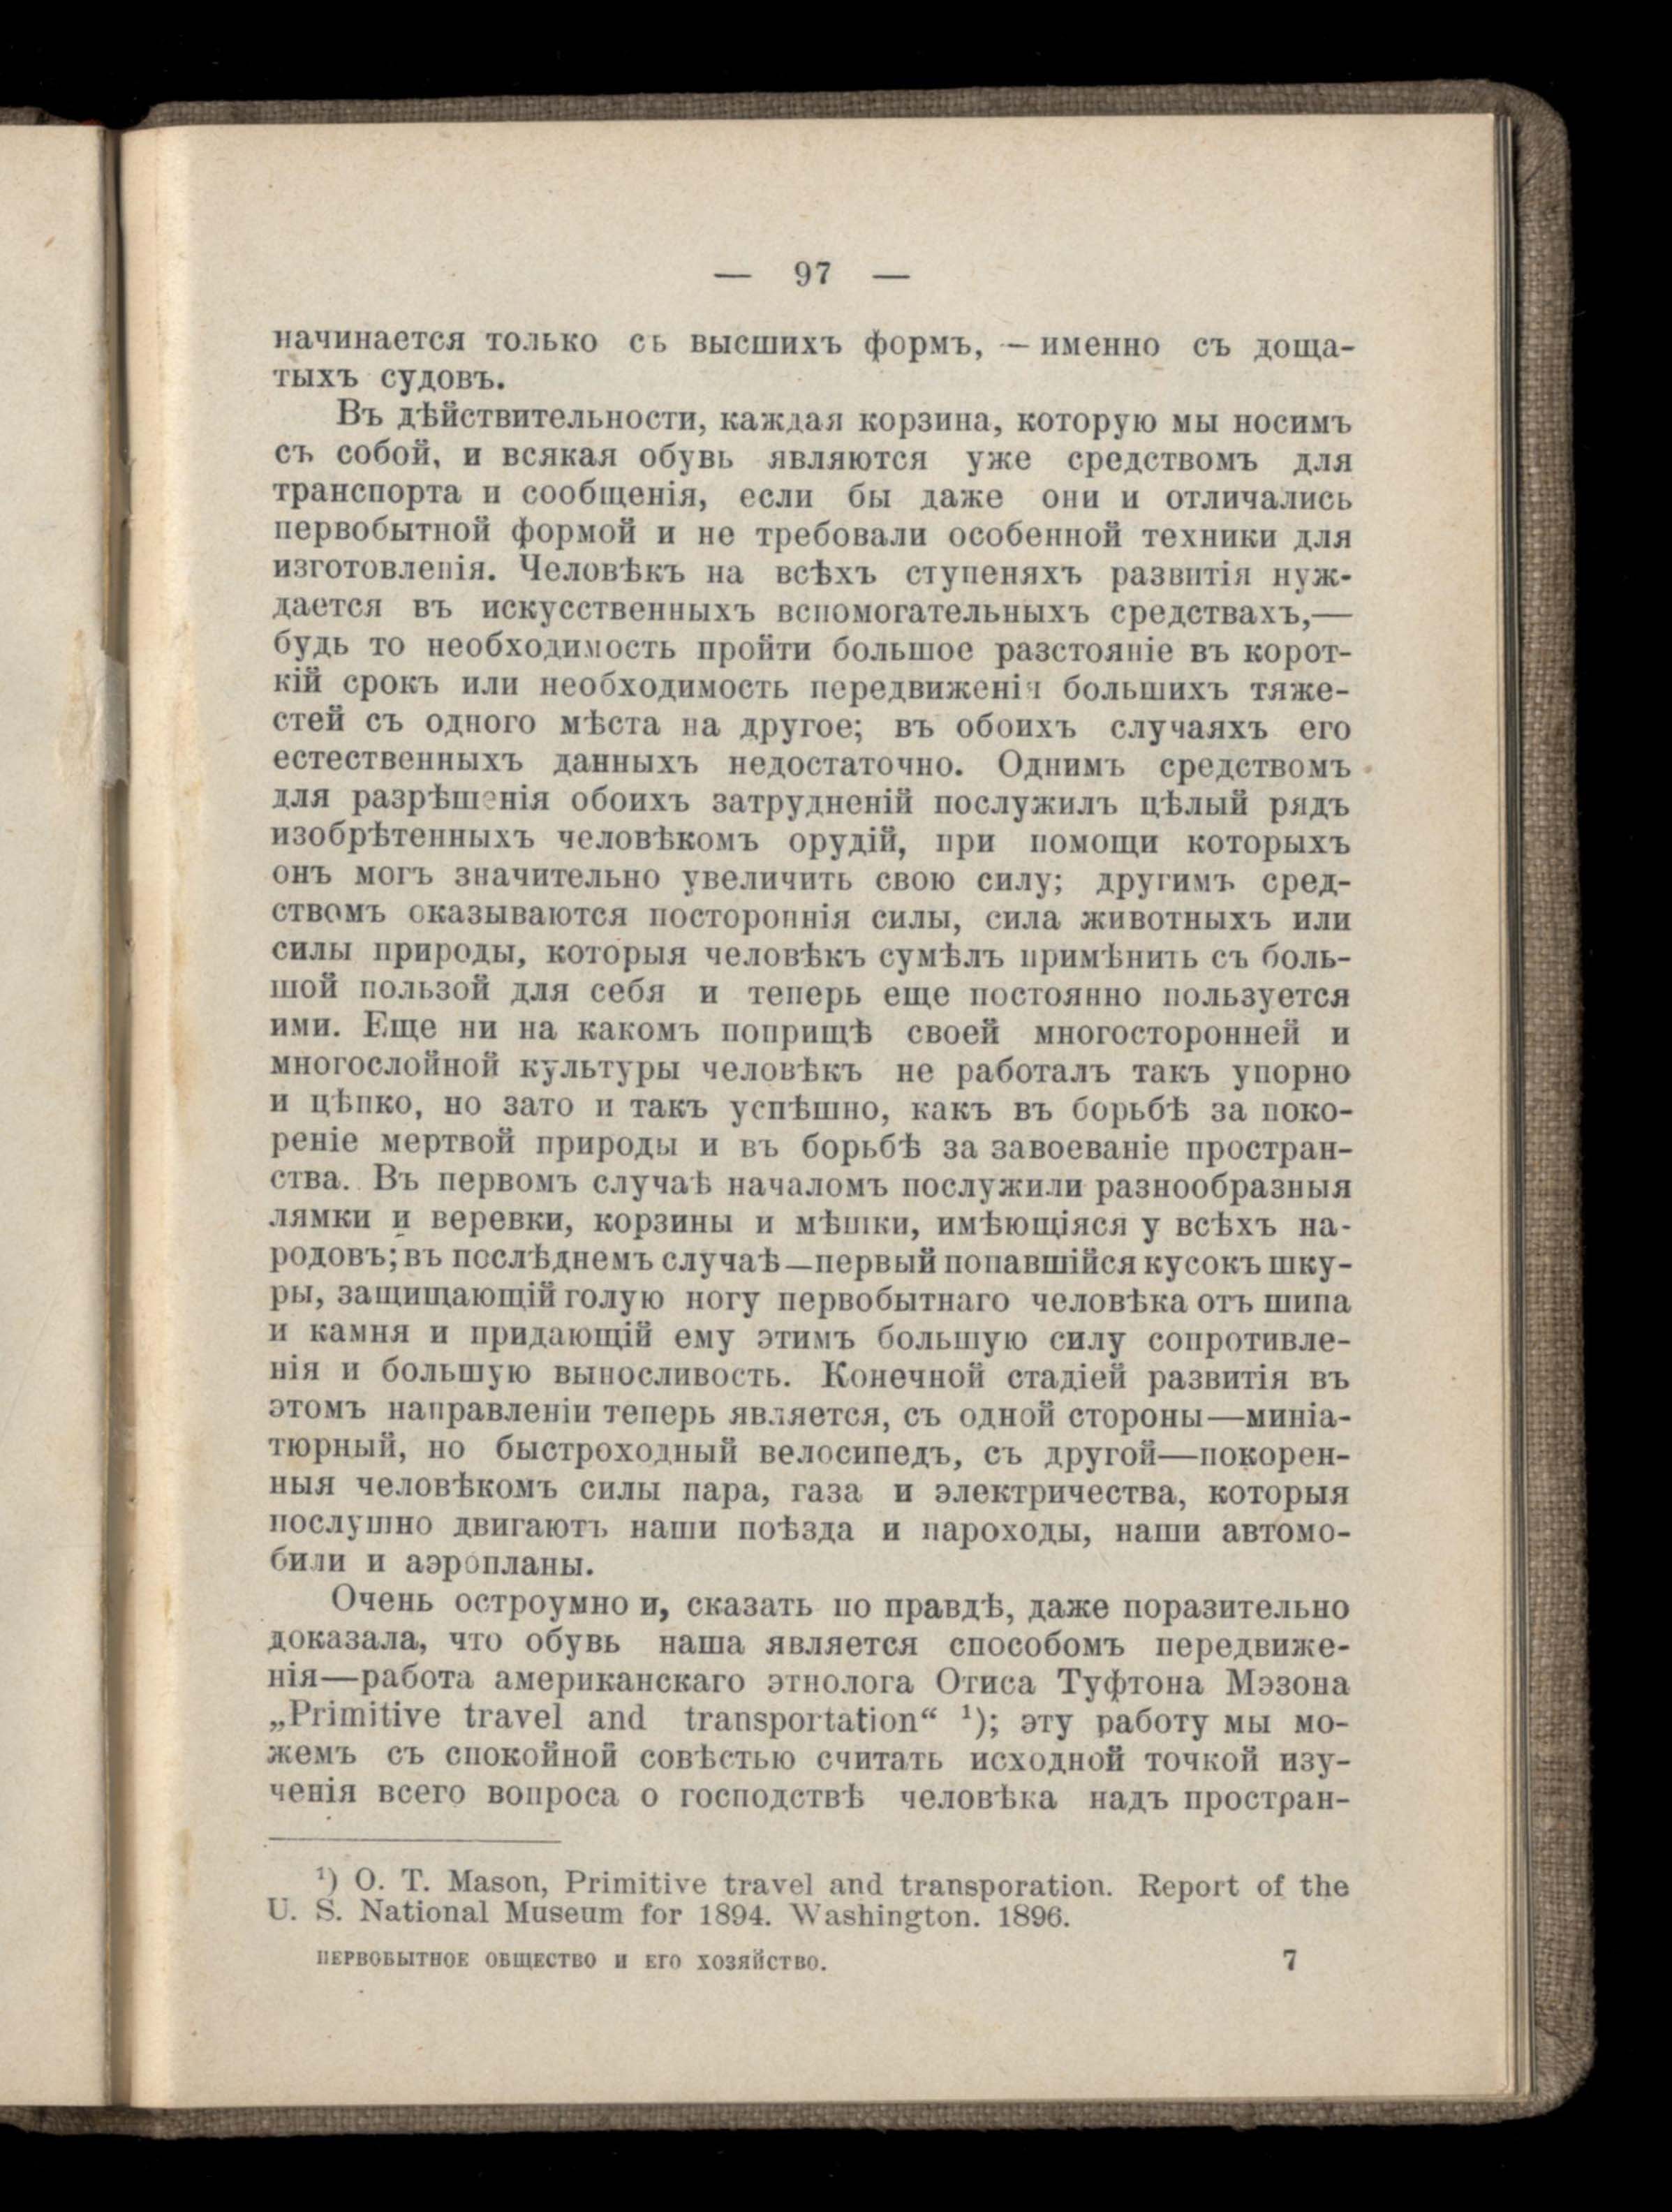 — 97 —
начинается только съ высшихъ формъ, — именно съ доща-
тыхъ судовъ.
Въ дѣйствительности, каждая корзина, которую мы носимъ
съ собой, и всякая обувь являются уже средствомъ для
транспорта и сообщенія, если бы даже они и отличались
первобытной формой и не требовали особенной техники для
изготовленія. Человѣкъ на всѣхъ ступеняхъ развитія нуж-
дается въ искусственныхъ вспомогательныхъ средствахъ,—
будь то необходимость пройти большое разстояніе въ корот-
кій срокъ или необходимость передвиженія большихъ тяже-
стей съ одного мѣста на другое; въ обоихъ случаяхъ его
естественныхъ данныхъ недостаточно. Однимъ средствомъ
для разрѣшенія обоихъ затрудненій послужилъ цѣлый рядъ
изобрѣтенныхъ человѣкомъ орудій, при помощи которыхъ
онъ могъ значительно увеличить свою силу; другимъ сред-
ствомъ оказываются постороннія силы, сила животныхъ или
силы природы, которыя человѣкъ сумѣлъ примѣнить съ боль-
шой пользой для себя и теперь еще постоянно пользуется
ими. Еще ни на какомъ поприщѣ своей многосторонней и
многослойной культуры человѣкъ не работалъ такъ упорно
и цѣпко, но зато и такъ успѣшно, какъ въ борьбѣ за поко-
реніе мертвой природы и въ борьбѣ за завоеваніе простран-
ства. Въ первомъ случаѣ началомъ послужили разнообразныя
лямки и веревки, корзины и мѣшки, имѣющіяся у всѣхъ на-
родовъ; въ послѣднемъ случаѣ—первый попавшійся кусокъ шку-
ры, защищающій голую ногу первобытнаго человѣка отъ шипа
и камня и придающій ему этимъ большую силу сопротивле-
нія и большую выносливость. Конечной стадіей развитія въ
этомъ направленіи теперь является, съ одной стороны—миніа-
тюрный, но быстроходный велосипедъ, съ другой—покорен-
ныя человѣкомъ силы пара, газа и электричества, которыя
послушно двигаютъ наши поѣзда и пароходы, наши автомо-
били и аэропланы.
Очень остроумно и, сказать по правдѣ, даже поразительно
доказала, что обувь наша является способомъ передвиже-
нія—работа американскаго этнолога Отиса Туфтона Мэзона
„Primitive travel and transportation“ ¹); эту работу мы мо-
жемъ съ спокойной совѣстью считать исходной точкой изу-
ченія всего вопроса о господствѣ человѣка надъ простран-
¹) O. T. Mason, Primitive travel and transporation. Report of the
U. S. National Museum for 1894. Washington. 1896.
ПЕРВОБЫТНОЕ ОБЩЕСТВО И ЕГО ХОЗЯЙСТВО. 7